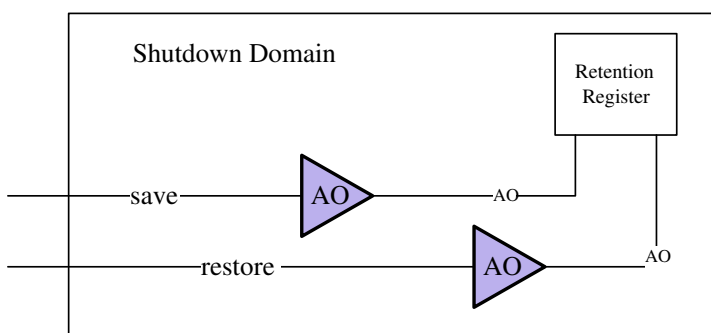 Shutdown Domain
Retention
Register
save
AO
AO
restore
AO
AO